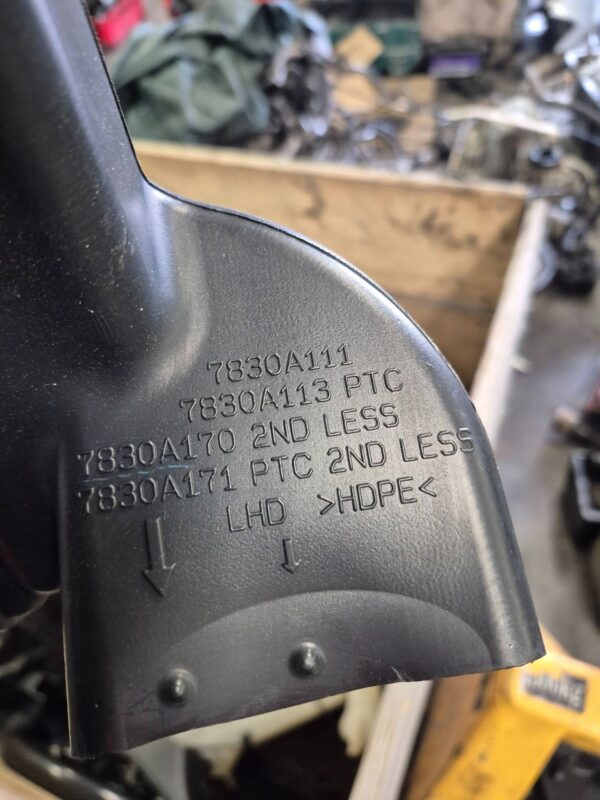 7830A111
7830A113 PTC
7830A170 2ND LESS
7830A171 PTC 2ND LESS
LHD >HDPE<